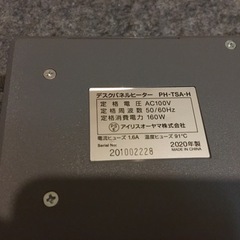 デスクパネルヒーター PH-TSA-H
定格電圧 AC100V
定格周波数 50/60Hz
定格消費電力 160W
アイリスオーヤマ株式会社
電流ヒューズ 1.6A 温度ヒューズ 91℃
Serial No. 2020年製
201002228 MADE IN CHINA